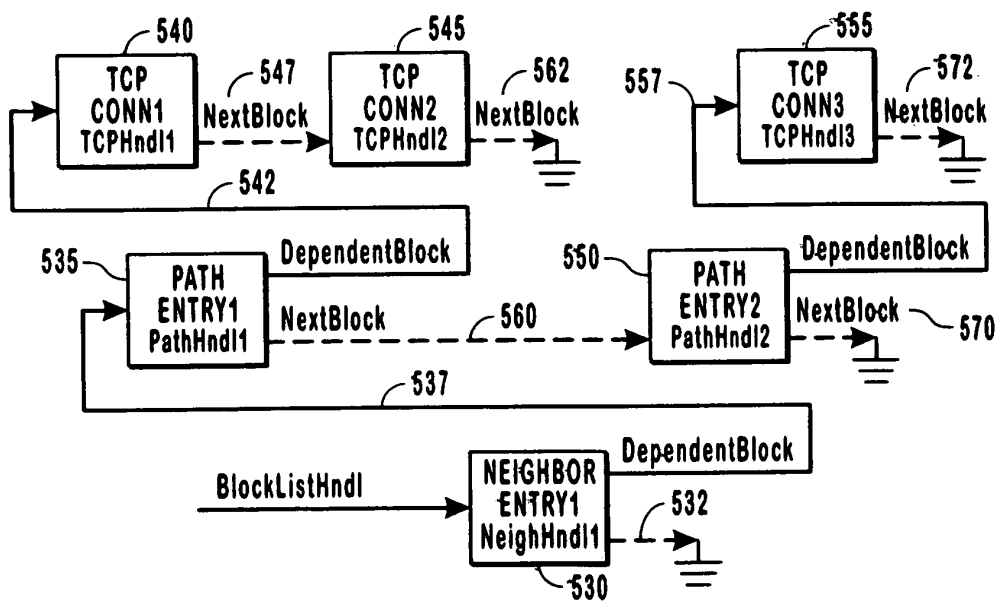 540
547
545
562
555
557
572
TCP
CONN1
TCPHndl1
NextBlock
TCP
CONN2
TCPHndl2
NextBlock
TCP
CONN3
TCPHndl3
NextBlock
542
535
DependentBlock
550
DependentBlock
PATH
ENTRY1
PathHndl1
NextBlock
560
PATH
ENTRY2
PathHndl2
NextBlock
570
537
DependentBlock
BlockListHndl
NEIGHBOR
ENTRY1
NeighHndl1
532
530